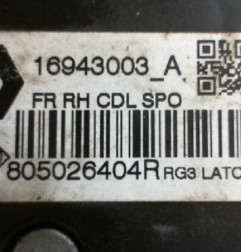 16943003_A
FR RH CDL SPO
805026404R RG3 LATC